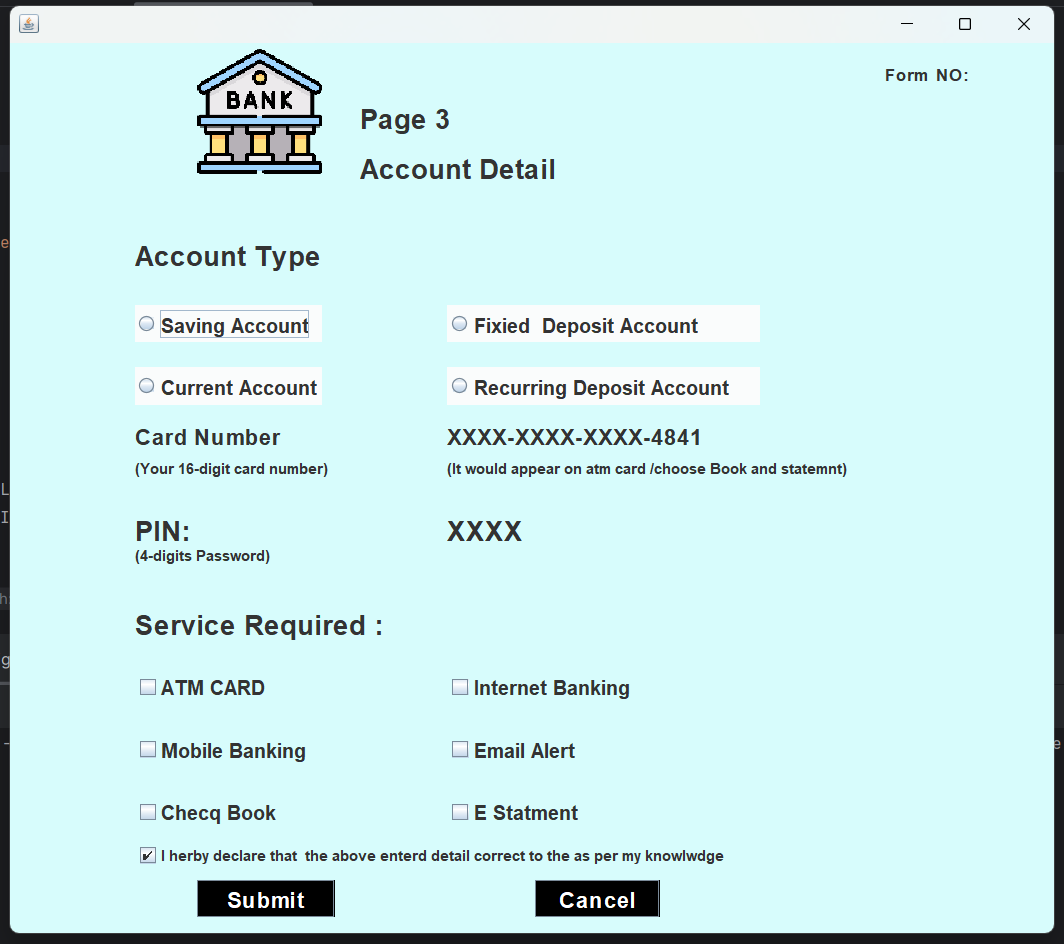 Form NO:
BANK
Page 3
Account Detail
Account Type
Saving Account
Fixied  Deposit Account
Current Account
Recurring Deposit Account
Card Number
XXXX-XXXX-XXXX-4841
(Your 16-digit card number)
(It would appear on atm card /choose Book and statemnt)
PIN:
XXXX
(4-digits Password)
Service Required :
ATM CARD
Internet Banking
Mobile Banking
Email Alert
Checq Book
E Statment
I herby declare that  the above enterd detail correct to the as per my knowlwdge
Submit
Cancel